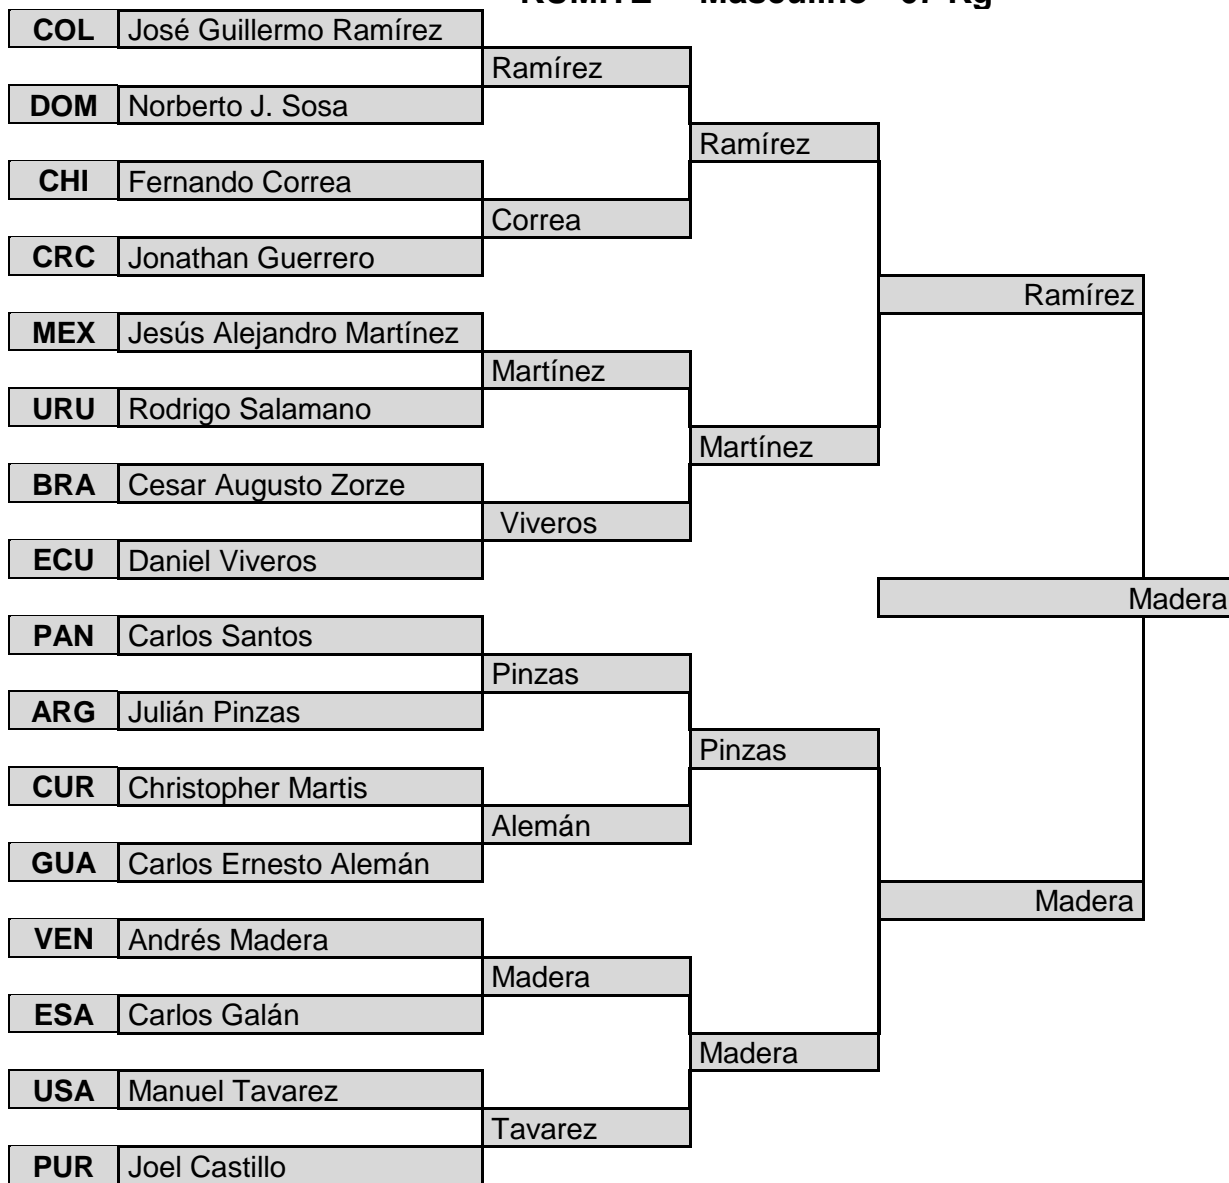 Masculino
Kg
COL José Guillermo Ramírez
Ramírez
DOM Norberto J. Sosa
Ramírez
CHI Fernando Correa
Correa
CRC Jonathan Guerrero
Ramírez
MEX Jesús Alejandro Martínez
Martínez
URU Rodrigo Salamano
Martínez
BRA Cesar Augusto Zorze
Viveros
ECU Daniel Viveros
Madera
PAN Carlos Santos
Pinzas
ARG Julián Pinzas
Pinzas
CUR Christopher Martis
Alemán
GUA Carlos Ernesto Alemán
Madera
VEN Andrés Madera
Madera
ESA Carlos Galán
Madera
USA Manuel Tavarez
Tavarez
PUR Joel Castillo